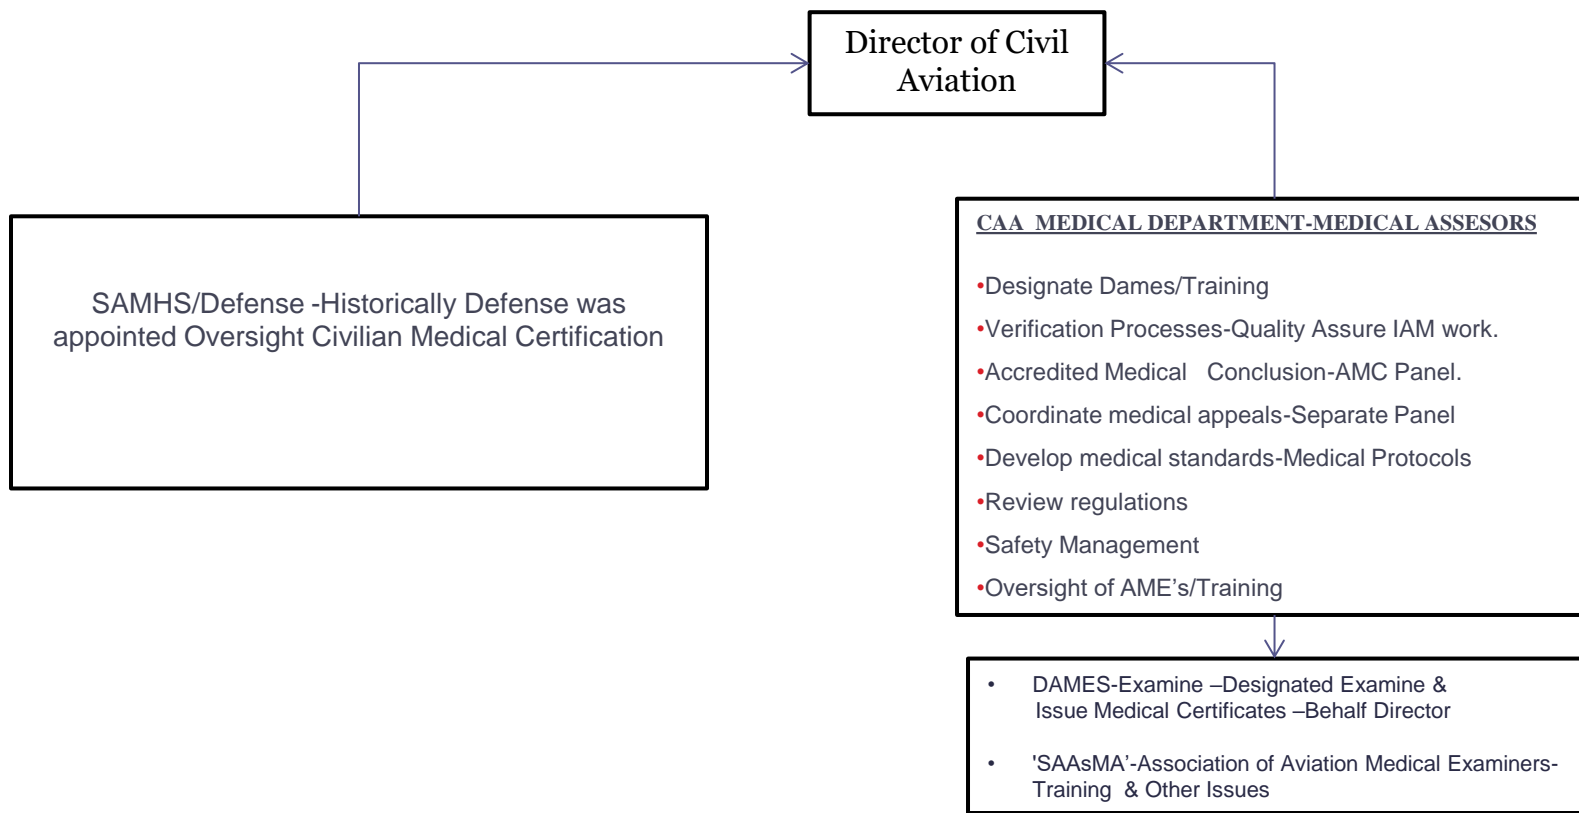 Director of Civil
Aviation
SAMHS/Defense -Historically Defense was
appointed Oversight Civilian Medical Certification
CAA MEDICAL DEPARTMENT-MEDICAL ASSESORS
•Designate Dames/Training
•Verification Processes-Quality Assure IAM work.
•Accredited Medical Conclusion-AMC Panel.
•Coordinate medical appeals-Separate Panel
•Develop medical standards-Medical Protocols
•Review regulations
•Safety Management
•Oversight of AME’s/Training
• DAMES-Examine –Designated Examine &
Issue Medical Certificates –Behalf Director
• 'SAAsMA’-Association of Aviation Medical Examiners-
Training & Other Issues